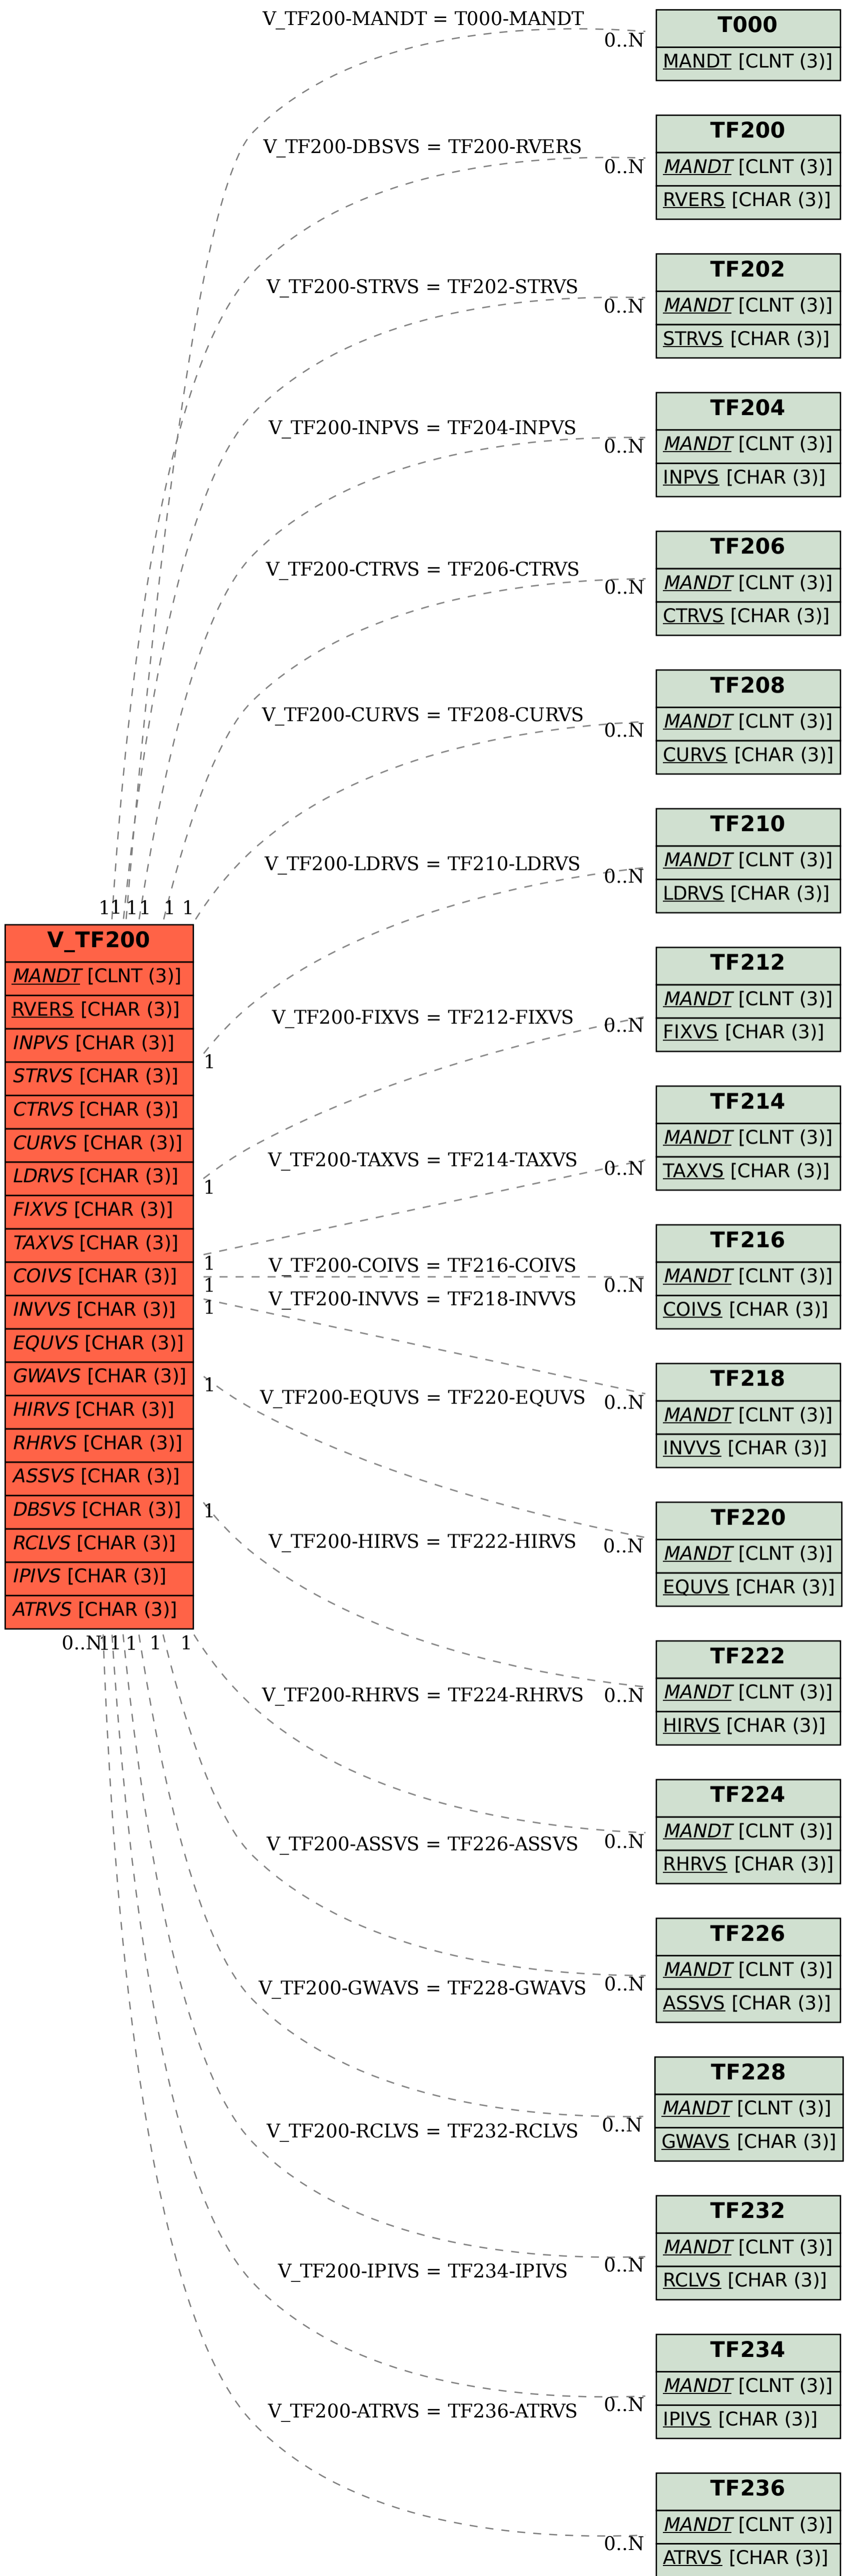 V_TF200-MANDT = T000-MANDT
0..N
T000
MANDT [CLNT (3)]
V_TF200-DBSVS = TF200-RVERS
0..N
TF200
MANDT [CLNT (3)]
RVERS [CHAR (3)]
V_TF200-STRVS = TF202-STRVS
0..N
TF202
MANDT [CLNT (3)]
STRVS [CHAR (3)]
V_TF200-INPVS = TF204-INPVS
0..N
TF204
MANDT [CLNT (3)]
INPVS [CHAR (3)]
V_TF200-CTRVS = TF206-CTRVS
0..N
TF206
MANDT [CLNT (3)]
CTRVS [CHAR (3)]
V_TF200-CURVS = TF208-CURVS
0..N
TF208
MANDT [CLNT (3)]
CURVS [CHAR (3)]
V_TF200-LDRVS = TF210-LDRVS
0..N
TF210
MANDT [CLNT (3)]
LDRVS [CHAR (3)]
V_TF200-FIXVS = TF212-FIXVS
0..N
TF212
MANDT [CLNT (3)]
FIXVS [CHAR (3)]
V_TF200-TAXVS = TF214-TAXVS
0..N
TF214
MANDT [CLNT (3)]
TAXVS [CHAR (3)]
V_TF200-COIVS = TF216-COIVS
0..N
TF216
MANDT [CLNT (3)]
COIVS [CHAR (3)]
V_TF200-INVVS = TF218-INVVS
0..N
TF218
MANDT [CLNT (3)]
INVVS [CHAR (3)]
V_TF200-EQUVS = TF220-EQUVS
0..N
TF220
MANDT [CLNT (3)]
EQUVS [CHAR (3)]
V_TF200-HIRVS = TF222-HIRVS
0..N
TF222
MANDT [CLNT (3)]
HIRVS [CHAR (3)]
V_TF200-RHRVS = TF224-RHRVS
0..N
TF224
MANDT [CLNT (3)]
RHRVS [CHAR (3)]
V_TF200-ASSVS = TF226-ASSVS
0..N
TF226
MANDT [CLNT (3)]
ASSVS [CHAR (3)]
V_TF200-GWAVS = TF228-GWAVS
0..N
TF228
MANDT [CLNT (3)]
GWAVS [CHAR (3)]
V_TF200-RCLVS = TF232-RCLVS
0..N
TF232
MANDT [CLNT (3)]
RCLVS [CHAR (3)]
V_TF200-IPIVS = TF234-IPIVS
0..N
TF234
MANDT [CLNT (3)]
IPIVS [CHAR (3)]
V_TF200-ATRVS = TF236-ATRVS
0..N
TF236
MANDT [CLNT (3)]
ATRVS [CHAR (3)]
1 1 1 1 1 1
V_TF200
MANDT [CLNT (3)]
RVERS [CHAR (3)]
INPVS [CHAR (3)]
STRVS [CHAR (3)]
CTRVS [CHAR (3)]
CURVS [CHAR (3)]
LDRVS [CHAR (3)]
FIXVS [CHAR (3)]
TAXVS [CHAR (3)]
COIVS [CHAR (3)]
INVVS [CHAR (3)]
EQUVS [CHAR (3)]
GWAVS [CHAR (3)]
HIRVS [CHAR (3)]
RHRVS [CHAR (3)]
ASSVS [CHAR (3)]
DBSVS [CHAR (3)]
RCLVS [CHAR (3)]
IPIVS [CHAR (3)]
ATRVS [CHAR (3)]
1
1
1
1
1
1
1
0..N 1 1 1 1 1